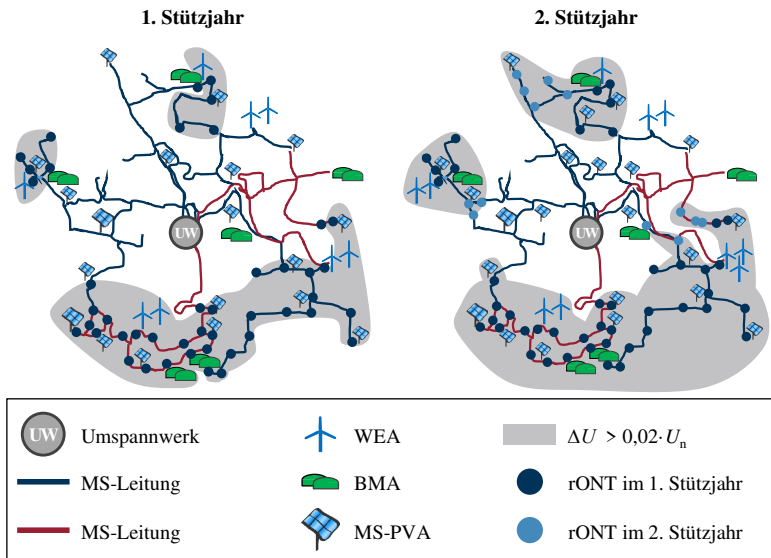 1. Stützjahr
2. Stützjahr
UW
UW
UW Umspannwerk
WEA
ΔU > 0,02·Uₙ
MS-Leitung
BMA
rONT im 1. Stützjahr
MS-Leitung
MS-PVA
rONT im 2. Stützjahr